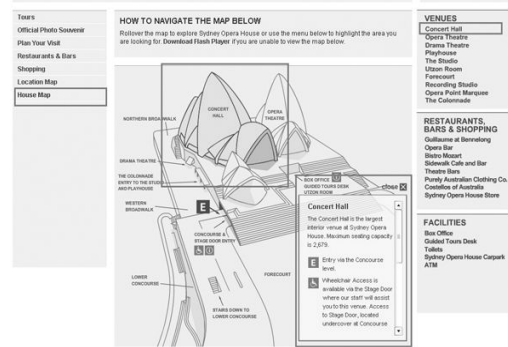 Tours
Official Photo Souvenir
Plan Your Visit
Restaurants & Bars
Shopping
Location Map
House Map
HOW TO NAVIGATE THE MAP BELOW
Rollover the map to explore Sydney Opera House or use the menu below to highlight the area you
are looking for. Download Flash Player if you are unable to view the map below.
CONCERT
HALL
OPERA
THEATRE
NORTHERN BROADWALK
DRAMA THEATRE
THE COLONNADE
ENTRY TO THE STUDIO
AND PLAYHOUSE
WESTERN
BROADWALK
E
CONCOURSE &
STAGE DOOR ENTRY
BOX OFFICE
GUIDED TOURS DESK
UTZON ROOM
LOWER
CONCOURSE
FORECOURT
STAIRS DOWN TO
LOWER CONCOURSE
close X
Concert Hall
The Concert Hall is the largest
interior venue at Sydney Opera
House. Maximum seating capacity
is 2,679.
E Entry via the Concourse
level.
Wheelchair Access is
available via the Stage Door
where our staff will assist
you to this venue. Access
to Stage Door, located
undercover at Concourse
VENUES
Concert Hall
Opera Theatre
Drama Theatre
Playhouse
The Studio
Utzon Room
Forecourt
Recording Studio
Opera Point Marquee
The Colonnade
RESTAURANTS,
BARS & SHOPPING
Guillaume at Bennelong
Opera Bar
Bistro Mozart
Sidewalk Cafe and Bar
Theatre Bars
Purely Australian Clothing Co.
Costellos of Australia
Sydney Opera House Store
FACILITIES
Box Office
Guided Tours Desk
Toilets
Sydney Opera House Carpark
ATM